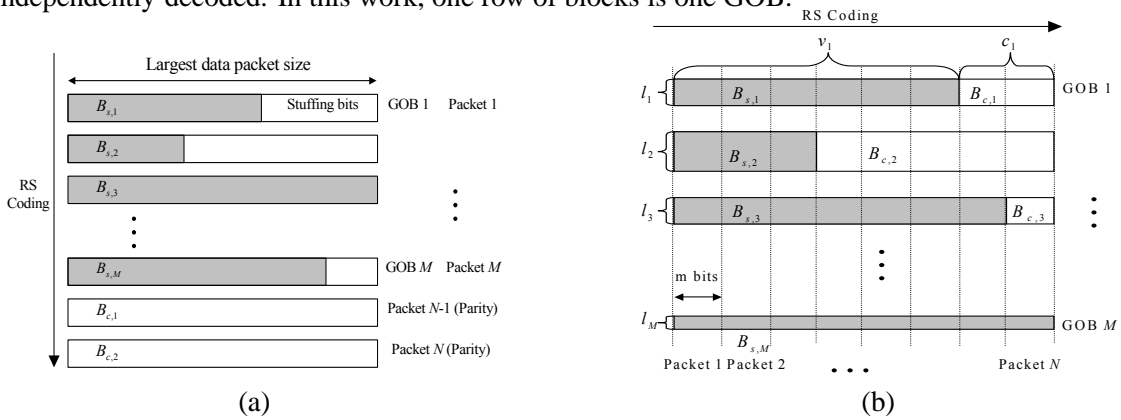 independently decoded. In this work, one row of blocks is one GOB.
RS Coding
Largest data packet size
B_{s,1} Stuffing bits GOB 1 Packet 1
B_{s,2}
RS
Coding
B_{s,3}
B_{s,M} GOB M Packet M
B_{c,1} Packet N-1 (Parity)
B_{c,2} Packet N (Parity)
(a)
v_1 c_1
l_1 B_{s,1} B_{c,1} GOB 1
l_2 B_{s,2} B_{c,2}
l_3 B_{s,3} B_{c,3}
m bits
l_M GOB M
B_{s,M}
Packet 1 Packet 2 Packet N
(b)